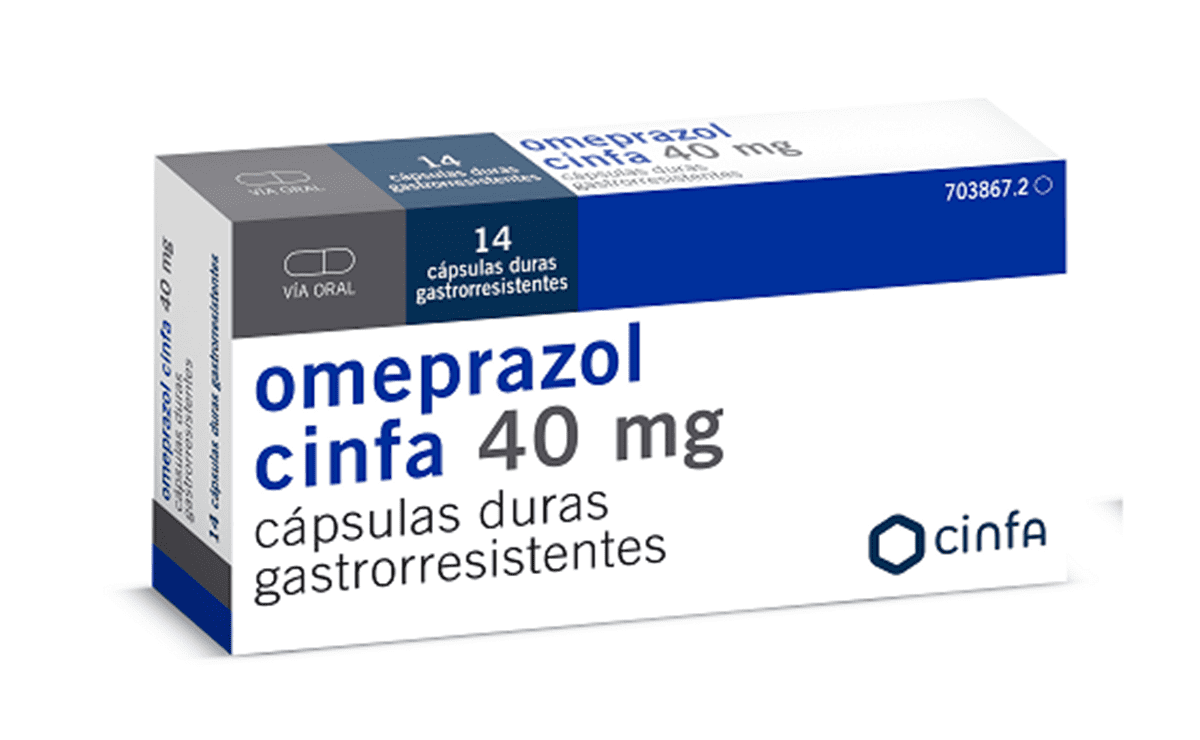 VÍA ORAL
14
cápsulas duras
gastrorresistentes
omeprazol
cinfa 40 mg
cápsulas duras
gastrorresistentes
703867.2
VÍA ORAL
14
cápsulas duras
gastrorresistentes
omeprazol
cinfa 40 mg
cápsulas duras
gastrorresistentes
cinfa
omeprazol cinfa 40 mg
cápsulas duras
gastrorresistentes
14 cápsulas duras gastrorresistentes